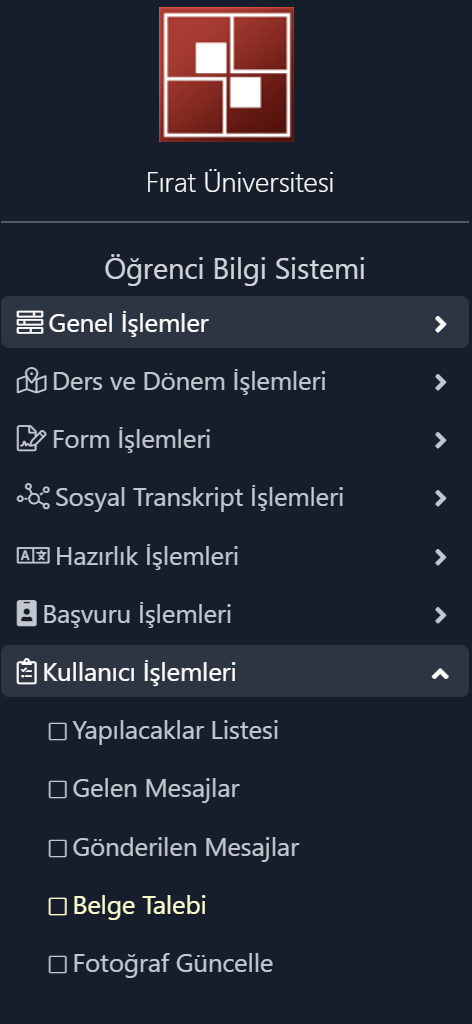 Fırat Üniversitesi
Öğrenci Bilgi Sistemi
Genel İşlemler
Ders ve Dönem İşlemleri
Form İşlemleri
Sosyal Transkript İşlemleri
Hazırlık İşlemleri
Başvuru İşlemleri
Kullanıcı İşlemleri
Yapılacaklar Listesi
Gelen Mesajlar
Gönderilen Mesajlar
Belge Talebi
Fotoğraf Güncelle